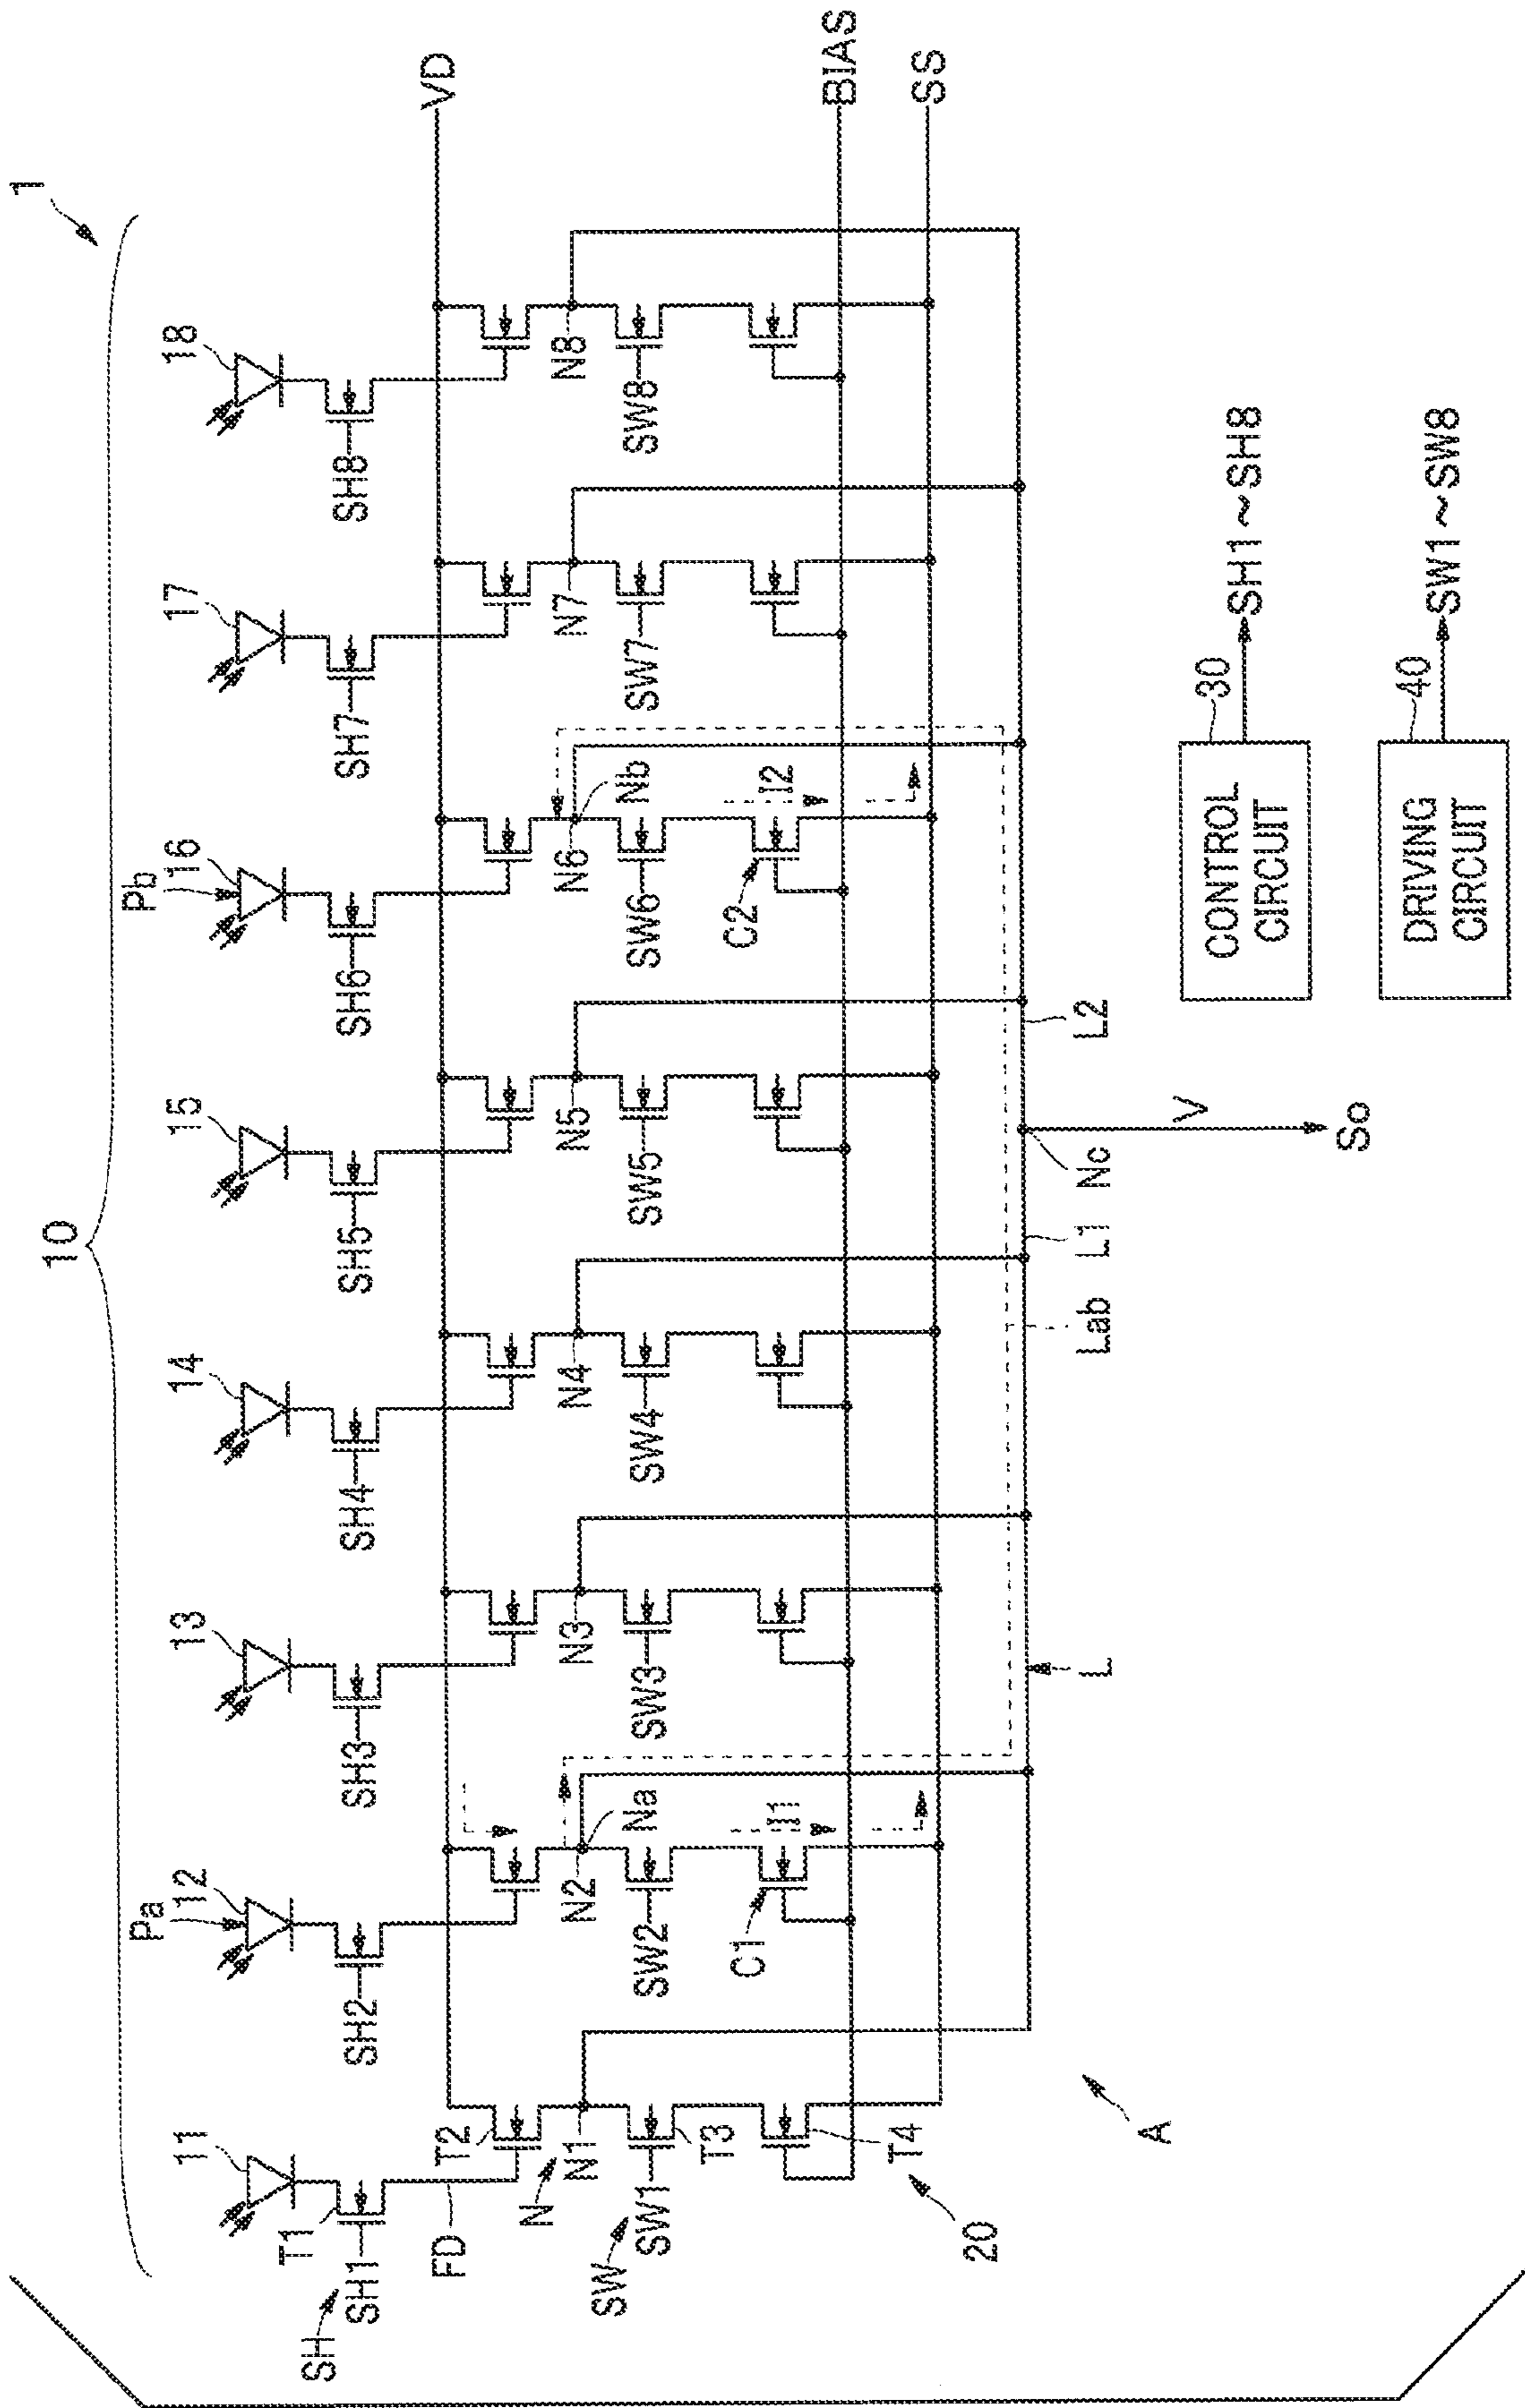 1
10
Pa
Pb
11
12
13
14
15
16
17
18
T1
SH
SH1
SH2
SH3
SH4
SH5
SH6
SH7
SH8
FD
VD
T2
N
N1
N2
Na
N3
N4
N5
N6
Nb
N7
N8
SW
SW1
SW2
SW3
SW4
SW5
SW6
SW7
SW8
T3
C1
I1
C2
I2
T4
20
BIAS
SS
A
L
Lab
L1
Nc
L2
V
So
CONTROL
CIRCUIT
30
SH1~SH8
DRIVING
CIRCUIT
40
SW1~SW8